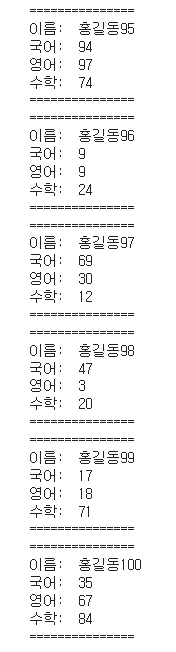 ===============
이름:  홍길동95
국어:  94
영어:  97
수학:  74
===============
===============
이름:  홍길동96
국어:  9
영어:  9
수학:  24
===============
===============
이름:  홍길동97
국어:  69
영어:  30
수학:  12
===============
===============
이름:  홍길동98
국어:  47
영어:  3
수학:  20
===============
===============
이름:  홍길동99
국어:  17
영어:  18
수학:  71
===============
===============
이름:  홍길동100
국어:  35
영어:  67
수학:  84
===============